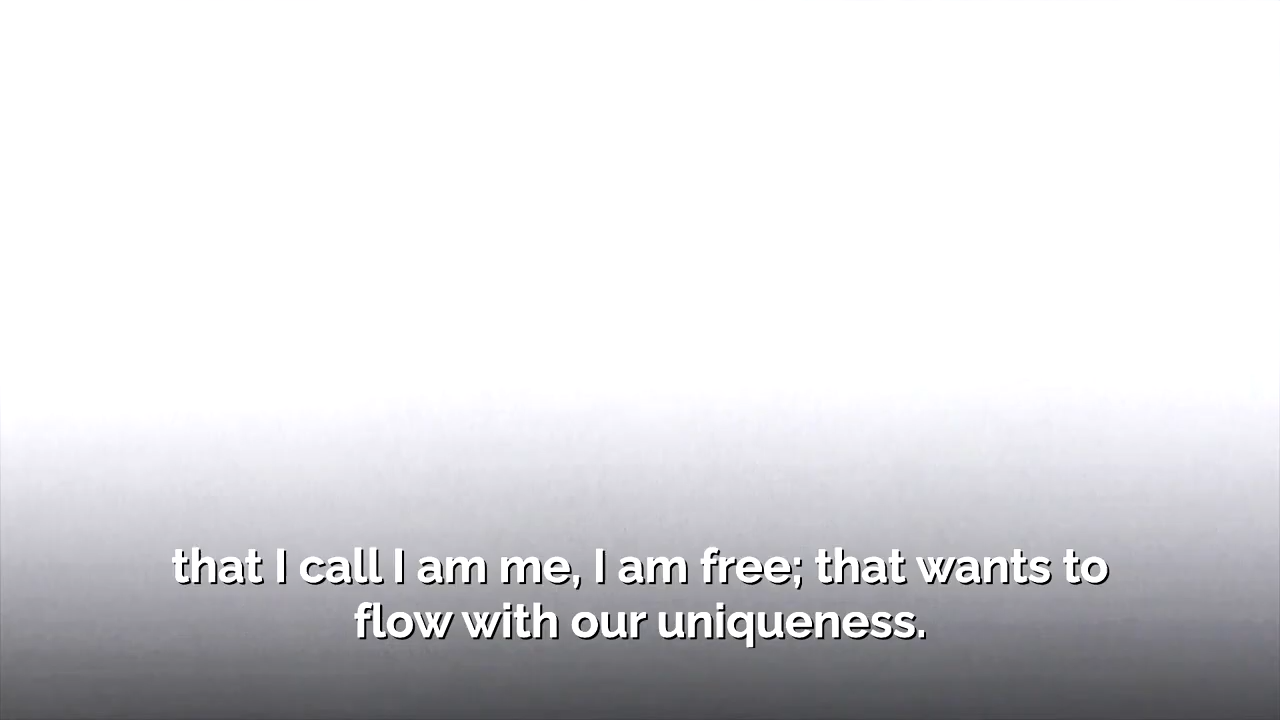 that I call I am me, I am free; that wants to
flow with our uniqueness.